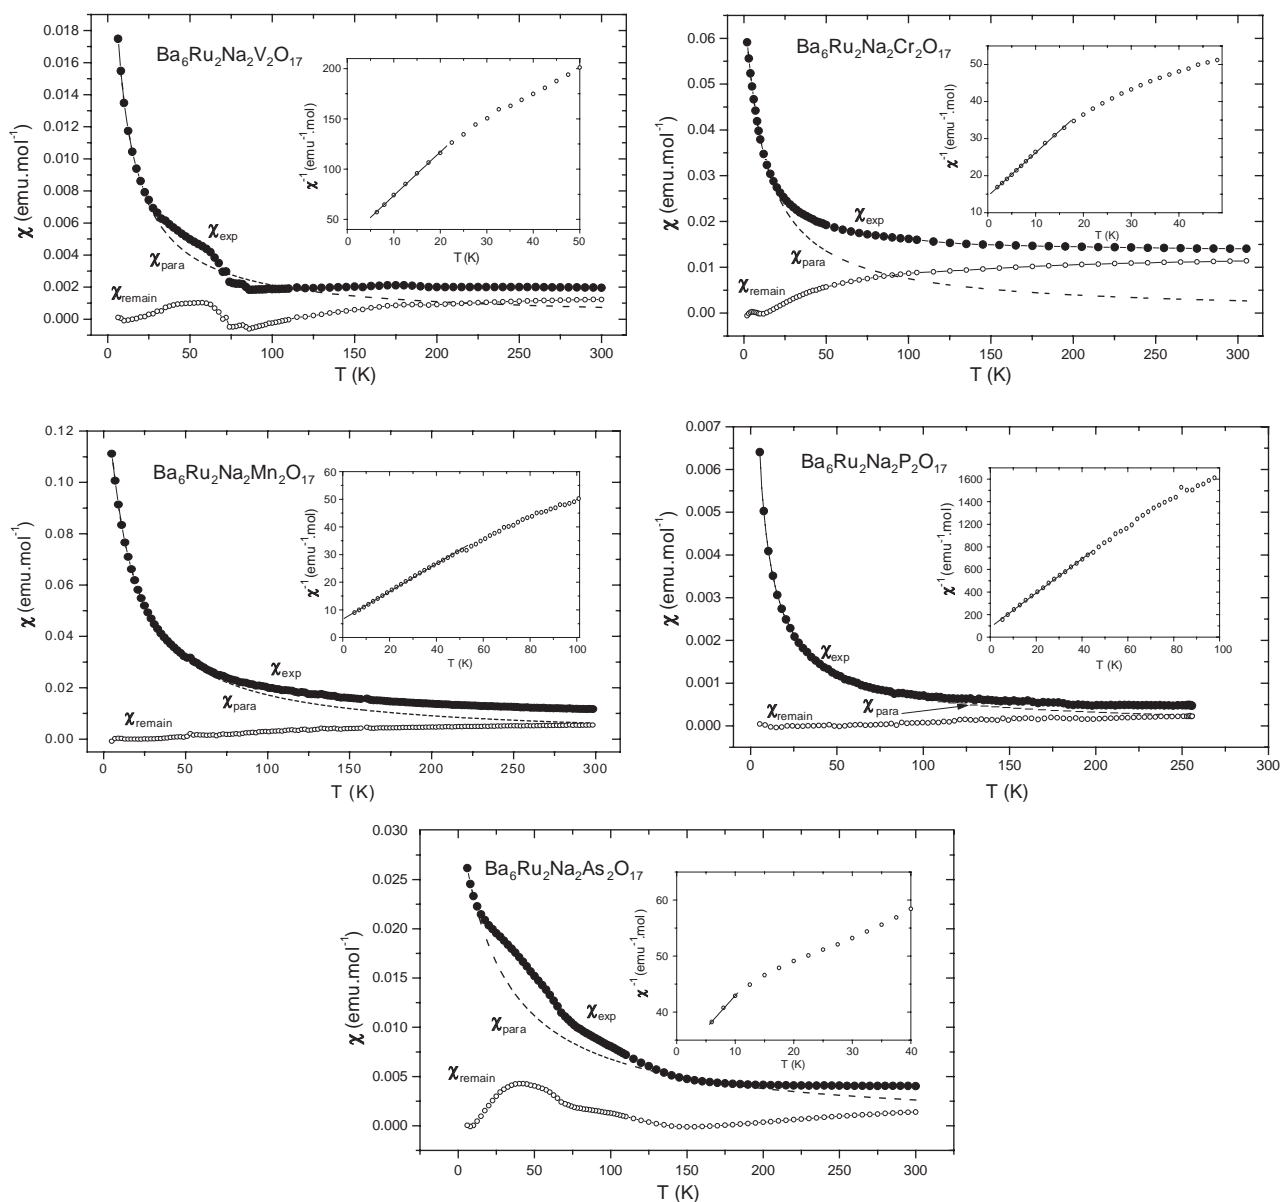 Ba6Ru2Na2V2O17
χ (emu.mol-1)
0.018
0.016
0.014
0.012
0.010
0.008
0.006
0.004
0.002
0.000
χexp
χpara
χremain
0 50 100 150 200 250 300
T (K)
χ-1 (emu-1.mol)
200
150
100
50
0 10 20 30 40 50
T (K)
Ba6Ru2Na2Cr2O17
χ (emu.mol-1)
0.06
0.05
0.04
0.03
0.02
0.01
0.00
χexp
χpara
χremain
0 50 100 150 200 250 300
T (K)
χ-1 (emu-1.mol)
50
40
30
20
10
0 10 20 30 40
T (K)
Ba6Ru2Na2Mn2O17
χ (emu.mol-1)
0.12
0.10
0.08
0.06
0.04
0.02
0.00
χexp
χpara
χremain
0 50 100 150 200 250 300
T (K)
χ-1 (emu-1.mol)
60
50
40
30
20
10
0
0 20 40 60 80 100
T (K)
Ba6Ru2Na2P2O17
χ (emu.mol-1)
0.007
0.006
0.005
0.004
0.003
0.002
0.001
0.000
χexp
χpara
χremain
0 50 100 150 200 250 300
T (K)
χ-1 (emu-1.mol)
1600
1400
1200
1000
800
600
400
200
0
0 20 40 60 80 100
T (K)
Ba6Ru2Na2As2O17
χ (emu.mol-1)
0.030
0.025
0.020
0.015
0.010
0.005
0.000
χexp
χpara
χremain
0 50 100 150 200 250 300
T (K)
χ-1 (emu-1.mol)
60
50
40
0 10 20 30 40
T (K)